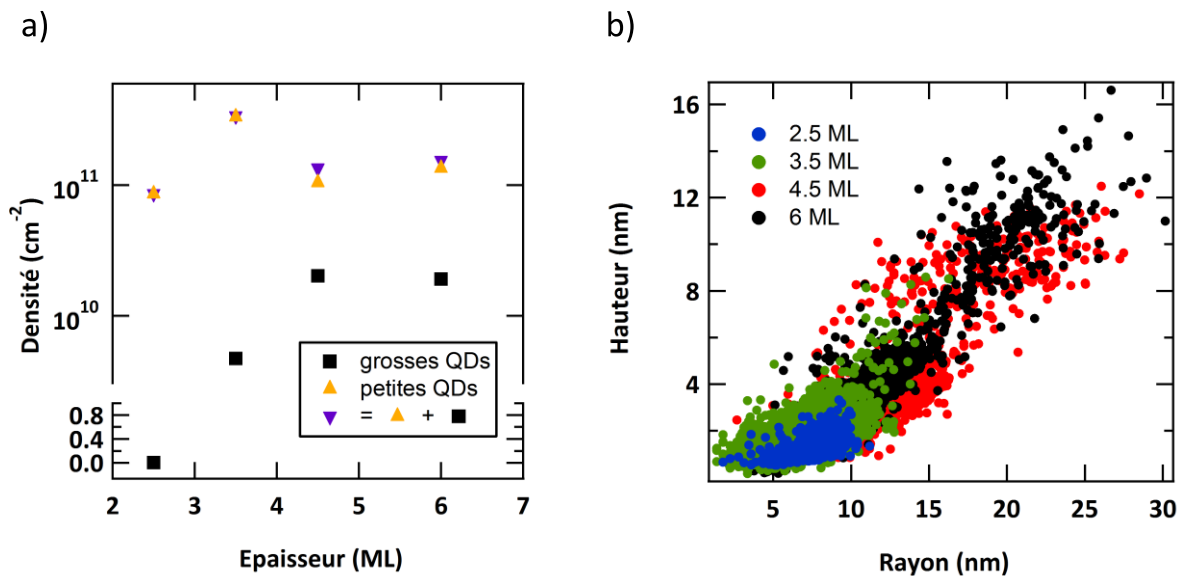 a)
Densité (cm-2)
10^11
10^10
0.8
0.4
0.0
grosses QDs
petites QDs
= +
2 3 4 5 6 7
Epaisseur (ML)
b)
Hauteur (nm)
16
12
8
4
2.5 ML
3.5 ML
4.5 ML
6 ML
5 10 15 20 25 30
Rayon (nm)